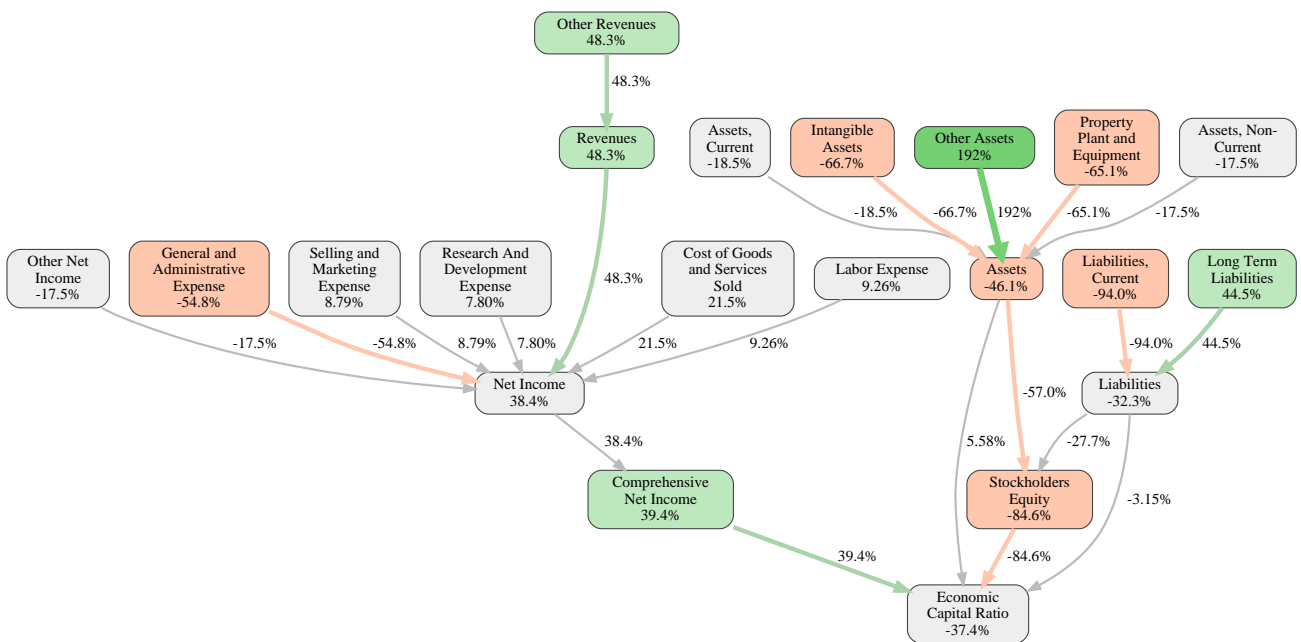 Other Revenues
48.3%
48.3%
Revenues
48.3%
Assets,
Current
-18.5%
Intangible
Assets
-66.7%
Other Assets
192%
Property
Plant and
Equipment
-65.1%
Assets, Non-
Current
-17.5%
-18.5%
-66.7%
192%
-65.1%
-17.5%
Other Net
Income
-17.5%
General and
Administrative
Expense
-54.8%
Selling and
Marketing
Expense
8.79%
Research And
Development
Expense
7.80%
48.3%
Cost of Goods
and Services
Sold
21.5%
Labor Expense
9.26%
Assets
-46.1%
Liabilities,
Current
-94.0%
Long Term
Liabilities
44.5%
-17.5%
-54.8%
8.79%
7.80%
21.5%
9.26%
-94.0%
44.5%
Net Income
38.4%
-57.0%
Liabilities
-32.3%
38.4%
5.58%
-27.7%
Comprehensive
Net Income
39.4%
Stockholders
Equity
-84.6%
-3.15%
39.4%
-84.6%
Economic
Capital Ratio
-37.4%